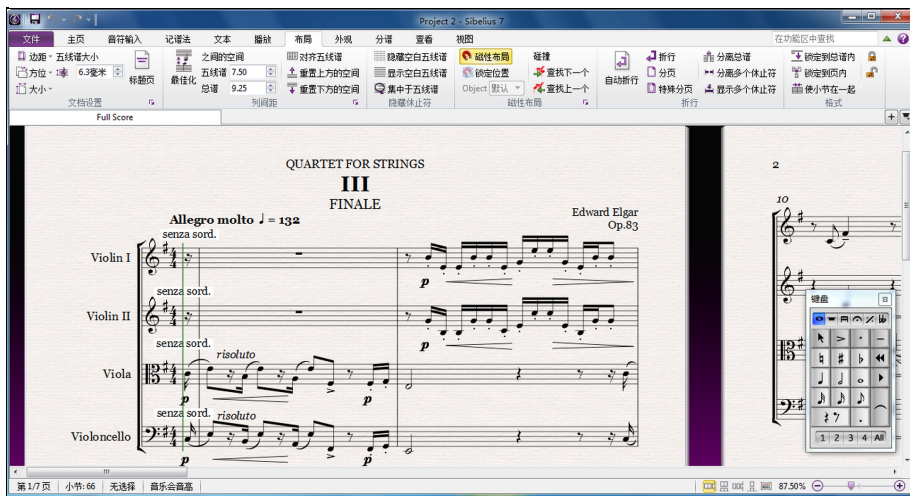 Project 2 - Sibelius 7
文件 主页 音符输入 记谱法 文本 播放 布局 外观 分谱 查看 视图 在功能区中查找
边距 五线谱大小
方位 6.3毫米
大小
标题页
文档设置
最佳化
之间的空间
五线谱 7.50
总谱 9.25
对齐五线谱
重置上方的空间
重置下方的空间
列间距
隐藏空白五线谱
显示空白五线谱
集中于五线谱
隐藏休止符
磁性布局
锁定位置
Object 默认
碰撞
查找下一个
查找上一个
磁性布局
自动折行
折行
分页
特殊分页
分离总谱
分离多个休止符
显示多个休止符
折行
锁定到总谱内
锁定到页内
使小节在一起
格式
Full Score
QUARTET FOR STRINGS
III
FINALE
Edward Elgar
Op.83
Allegro molto ♩ = 132
senza sord.
Violin I
p
senza sord.
Violin II
p
senza sord.
risoluto
Viola
p p
senza sord.
risoluto
Violoncello
p p
2
10
键盘
1 2 3 4 All
第1/7页 小节: 66 无选择 音乐会音高 87.50%